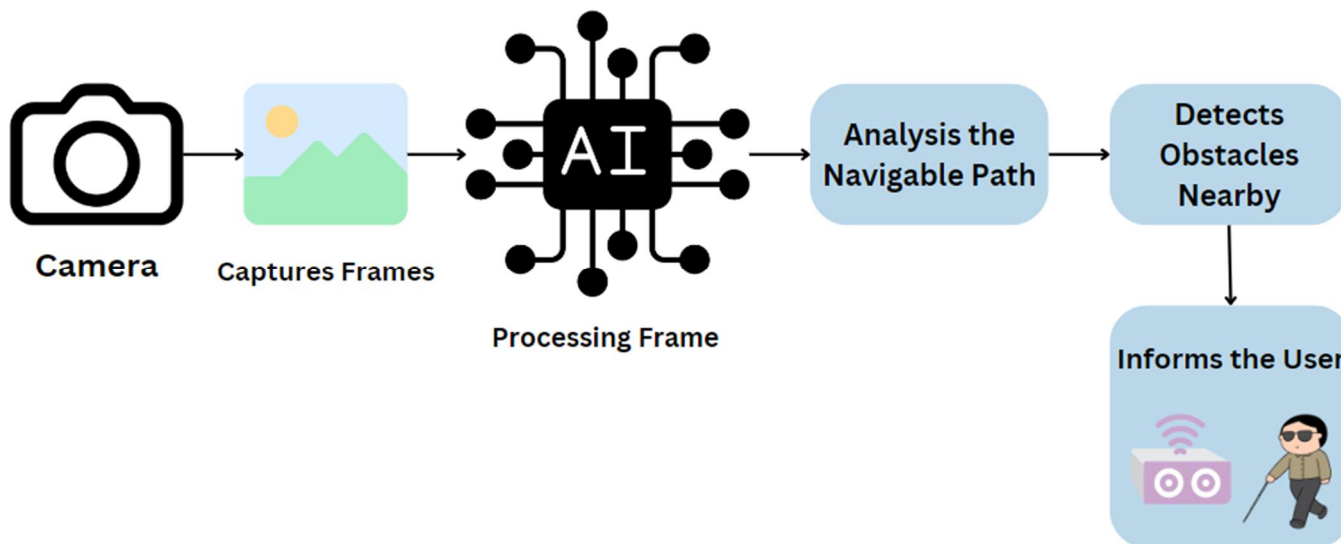 Camera
Captures Frames
AI
Processing Frame
Analysis the
Navigable Path
Detects
Obstacles
Nearby
Informs the User